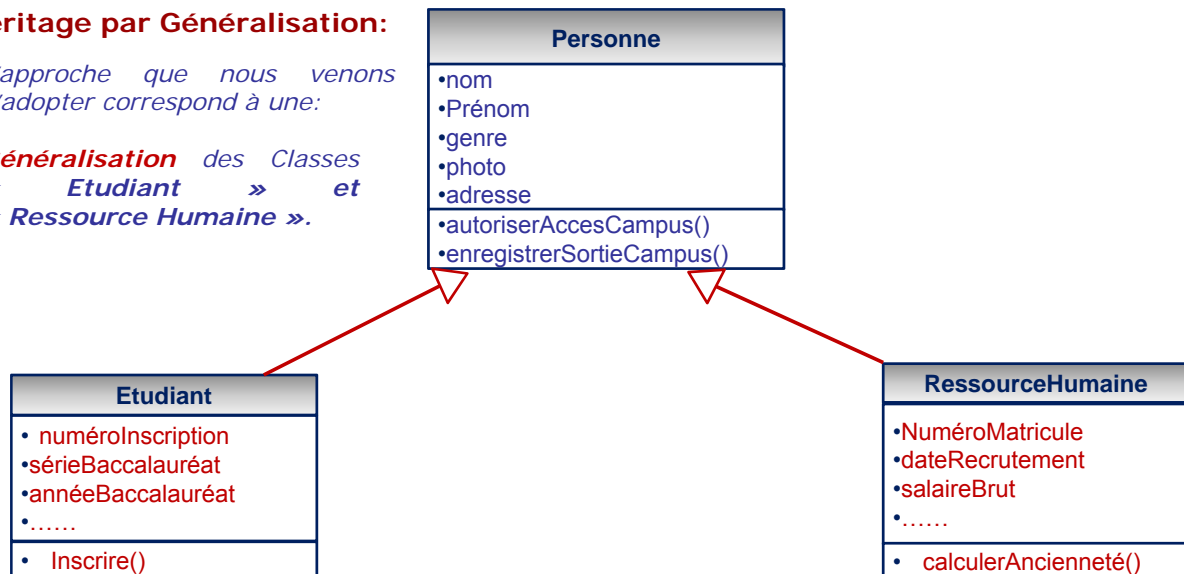 éritage par Généralisation:
'approche que nous venons
'adopter correspond à une:
énéralisation des Classes
Etudiant » et
Ressource Humaine ».
Personne
•nom
•Prénom
•genre
•photo
•adresse
•autoriserAccesCampus()
•enregistrerSortieCampus()
Etudiant
• numéroInscription
•sérieBaccalauréat
•annéeBaccalauréat
•……
• Inscrire()
RessourceHumaine
•NuméroMatricule
•dateRecrutement
•salaireBrut
•……
• calculerAncienneté()